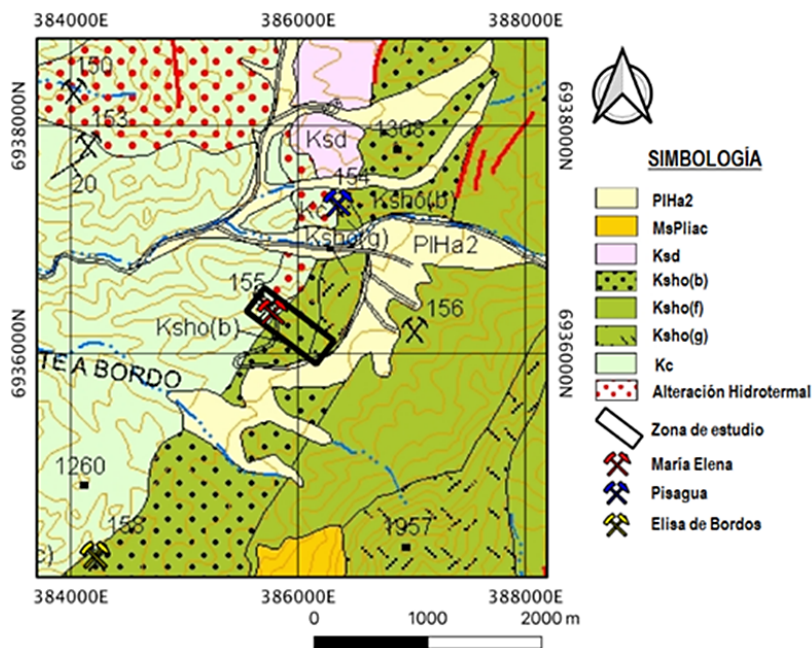 384000E 386000E 388000E
6938000N
6936000N
150
153
20
Ksd
1308
154
Ksho(b)
Kc
Ksho(g)
PlHa2
155
Ksho(b)
156
TE A BORDO
1260
158
1957
6938000N
6936000N
384000E 386000E 388000E
0 1000 2000 m
SIMBOLOGÍA
PlHa2
MsPliac
Ksd
Ksho(b)
Ksho(f)
Ksho(g)
Kc
Alteración Hidrotermal
Zona de estudio
María Elena
Pisagua
Elisa de Bordos